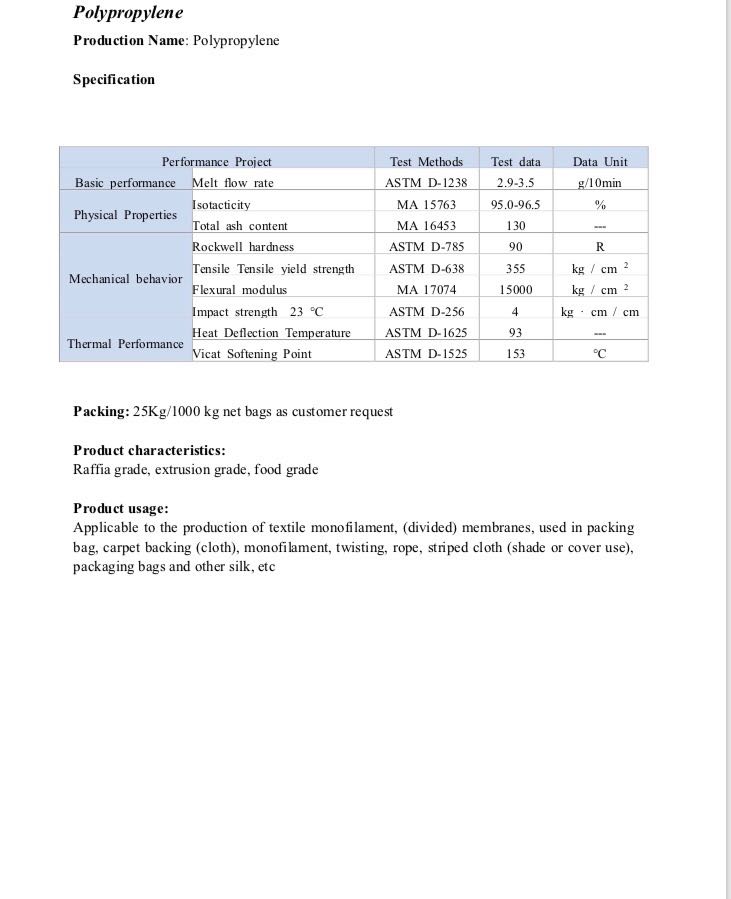 Polypropylene
Production Name: Polypropylene
Specification
Performance Project Test Methods Test data Data Unit
Basic performance Melt flow rate ASTM D-1238 2.9-3.5 g/10min
Physical Properties Isotacticity MA 15763 95.0-96.5 %
Total ash content MA 16453 130 ---
Mechanical behavior Rockwell hardness ASTM D-785 90 R
Tensile Tensile yield strength ASTM D-638 355 kg / cm 2
Flexural modulus MA 17074 15000 kg / cm 2
Impact strength 23 ℃ ASTM D-256 4 kg · cm / cm
Thermal Performance Heat Deflection Temperature ASTM D-1625 93 ---
Vicat Softening Point ASTM D-1525 153 ℃
Packing: 25Kg/1000 kg net bags as customer request
Product characteristics:
Raffia grade, extrusion grade, food grade
Product usage:
Applicable to the production of textile monofilament, (divided) membranes, used in packing
bag, carpet backing (cloth), monofilament, twisting, rope, striped cloth (shade or cover use),
packaging bags and other silk, etc